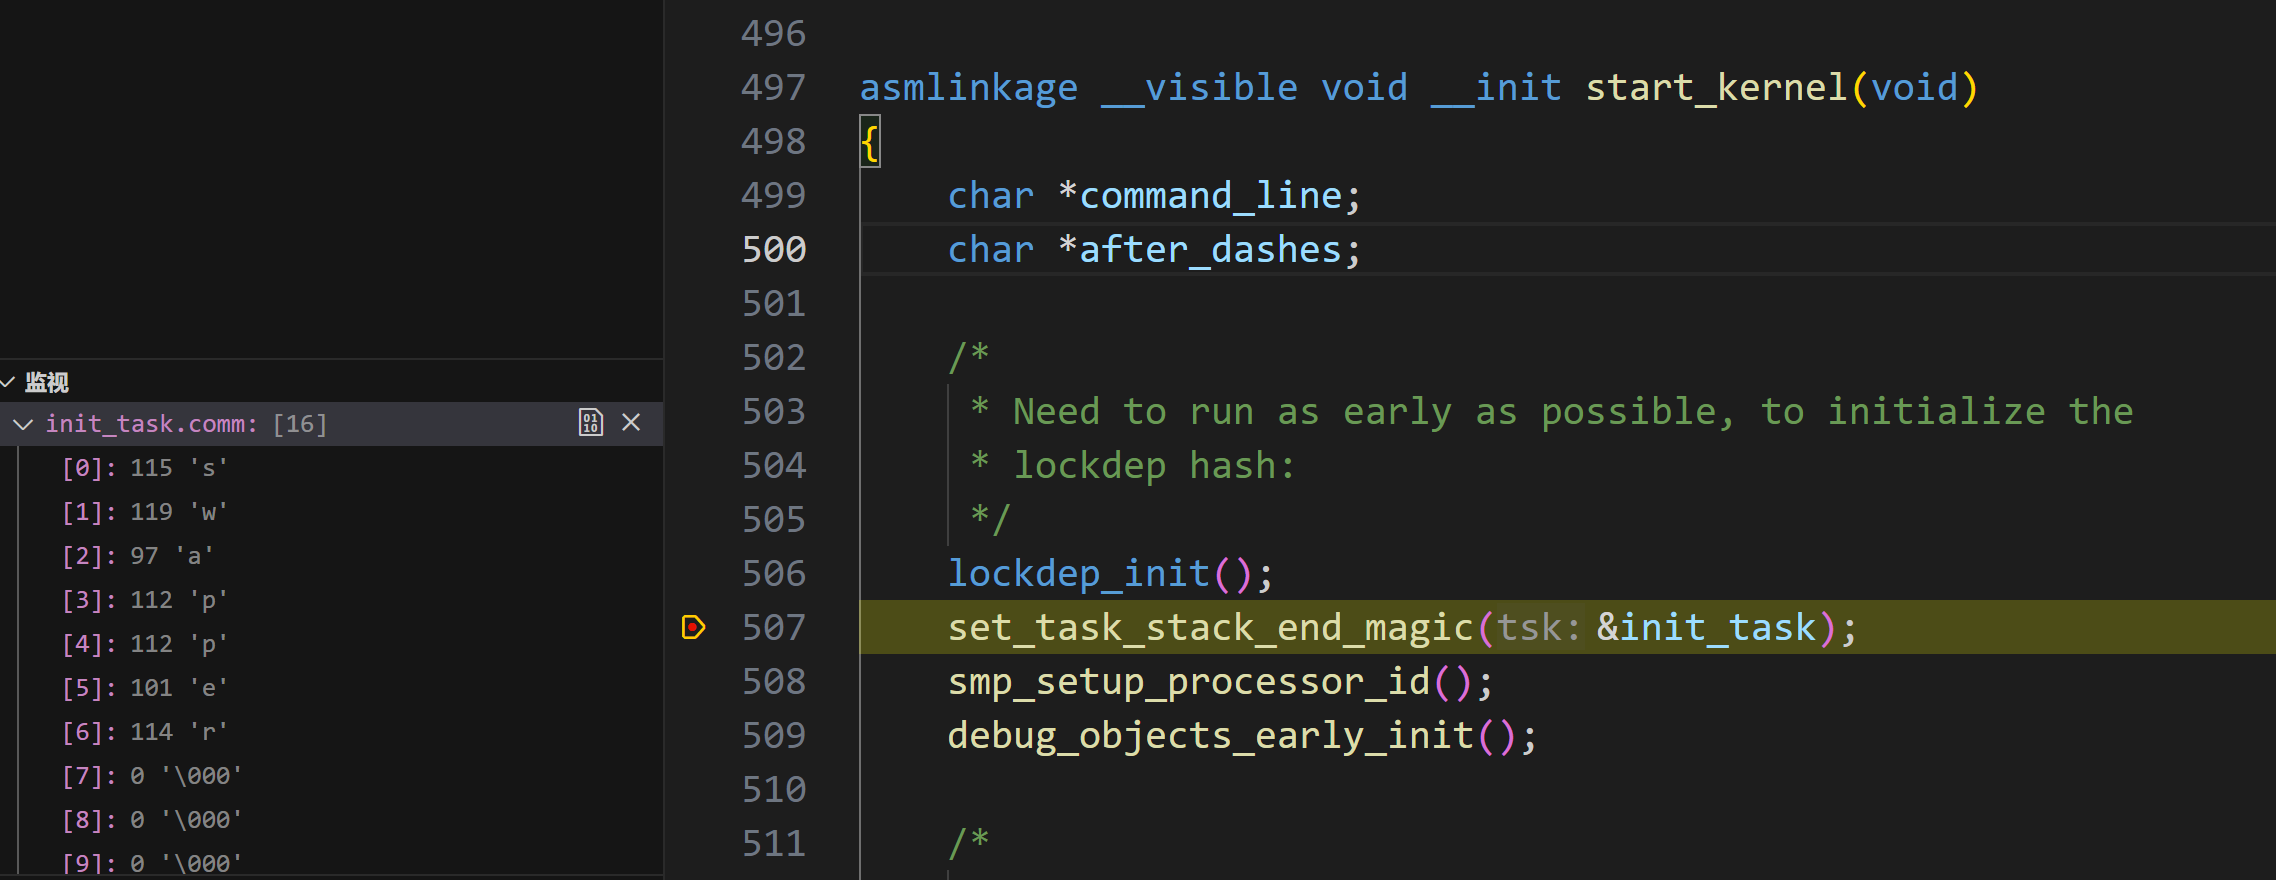 监视
init_task.comm: [16]
[0]: 115 's'
[1]: 119 'w'
[2]: 97 'a'
[3]: 112 'p'
[4]: 112 'p'
[5]: 101 'e'
[6]: 114 'r'
[7]: 0 '\000'
[8]: 0 '\000'
[9]: 0 '\000'
496
497 asmlinkage __visible void __init start_kernel(void)
498 {
499 char *command_line;
500 char *after_dashes;
501
502 /*
503 * Need to run as early as possible, to initialize the
504 * lockdep hash:
505 */
506 lockdep_init();
507 set_task_stack_end_magic(tsk: &init_task);
508 smp_setup_processor_id();
509 debug_objects_early_init();
510
511 /*